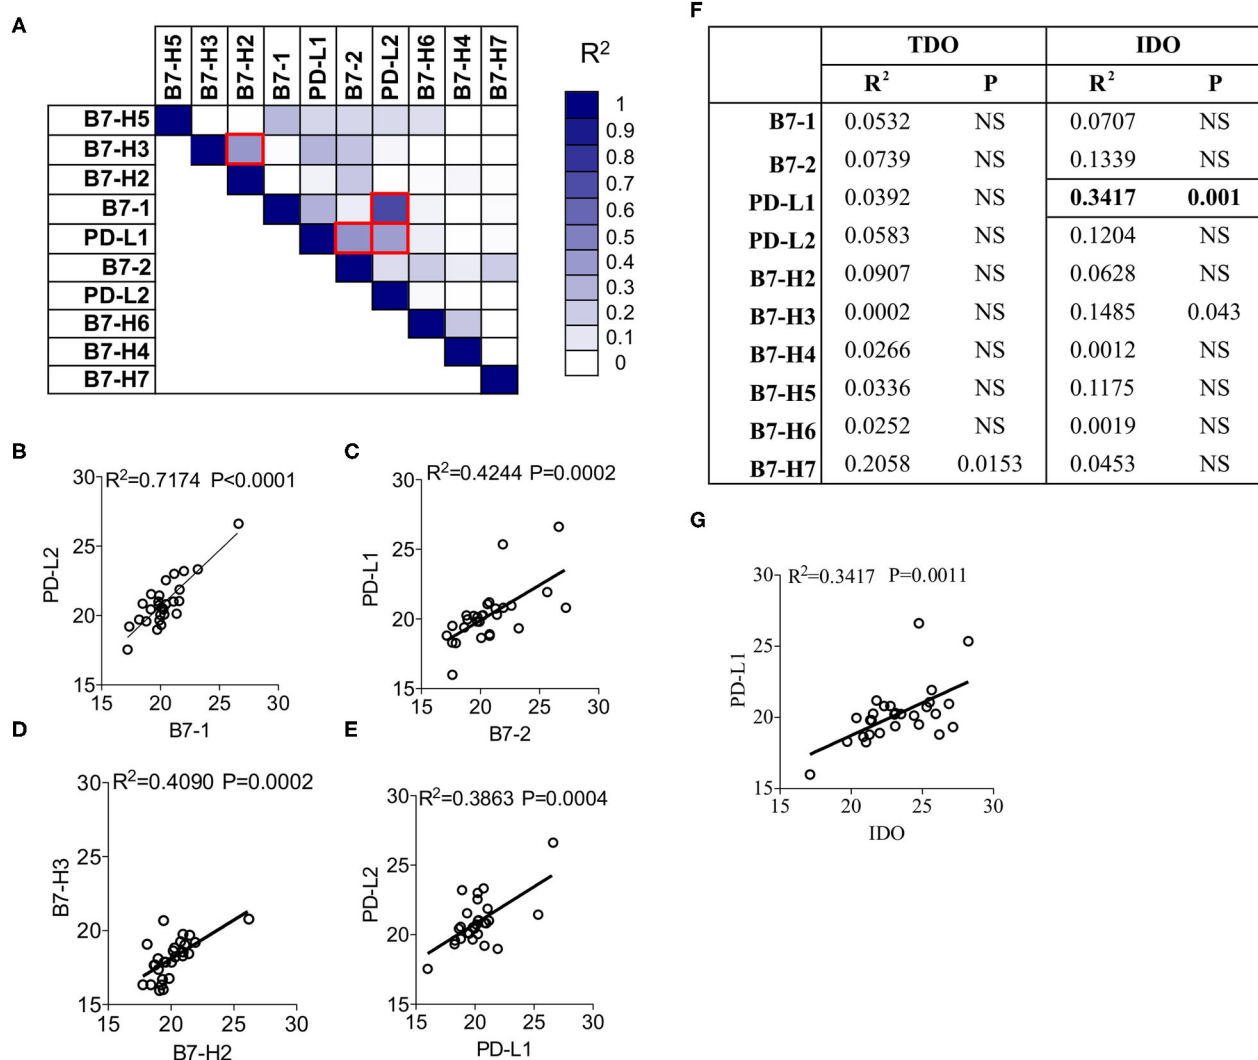 A
B7-H5 B7-H3 B7-H2 B7-1 PD-L1 B7-2 PD-L2 B7-H6 B7-H4 B7-H7
B7-H5
B7-H3
B7-H2
B7-1
PD-L1
B7-2
PD-L2
B7-H6
B7-H4
B7-H7
R²
1
0.9
0.8
0.7
0.6
0.5
0.4
0.3
0.2
0.1
0
B
R²=0.7174 P<0.0001
30
25
20
15
PD-L2
15 20 25 30
B7-1
C
R²=0.4244 P=0.0002
30
25
20
15
PD-L1
15 20 25 30
B7-2
D
R²=0.4090 P=0.0002
30
25
20
15
B7-H3
15 20 25 30
B7-H2
E
R²=0.3863 P=0.0004
30
25
20
15
PD-L2
15 20 25 30
PD-L1
F
TDO IDO
R² P R² P
B7-1 0.0532 NS 0.0707 NS
B7-2 0.0739 NS 0.1339 NS
PD-L1 0.0392 NS 0.3417 0.001
PD-L2 0.0583 NS 0.1204 NS
B7-H2 0.0907 NS 0.0628 NS
B7-H3 0.0002 NS 0.1485 0.043
B7-H4 0.0266 NS 0.0012 NS
B7-H5 0.0336 NS 0.1175 NS
B7-H6 0.0252 NS 0.0019 NS
B7-H7 0.2058 0.0153 0.0453 NS
G
R²=0.3417 P=0.0011
30
25
20
15
PD-L1
15 20 25 30
IDO